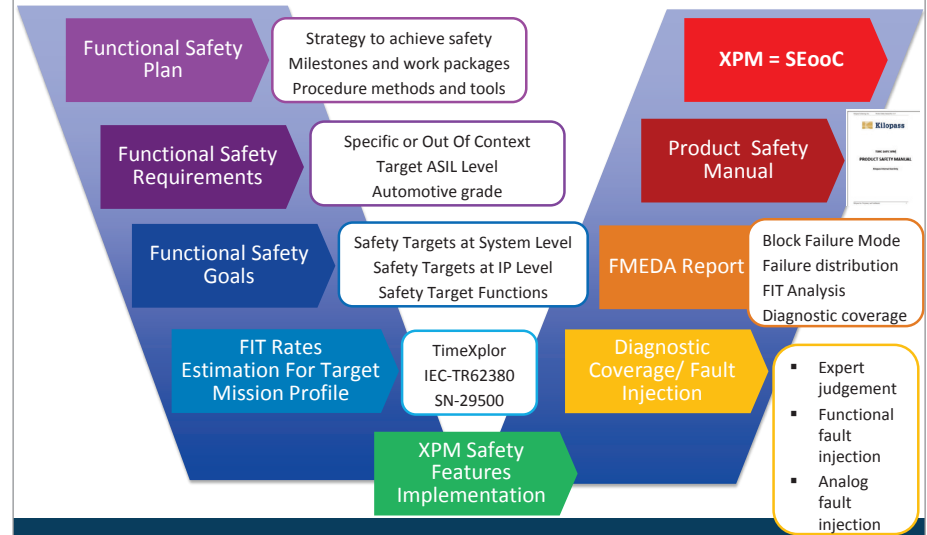 Functional Safety
Plan
Strategy to achieve safety
Milestones and work packages
Procedure methods and tools
Functional Safety
Requirements
Specific or Out Of Context
Target ASIL Level
Automotive grade
Functional Safety
Goals
Safety Targets at System Level
Safety Targets at IP Level
Safety Target Functions
FIT Rates
Estimation For Target
Mission Profile
TimeXplor
IEC-TR62380
SN-29500
XPM Safety
Features
Implementation
Diagnostic
Coverage/ Fault
Injection
▪ Expert
judgement
▪ Functional
fault
injection
▪ Analog
fault
injection
FMEDA Report
Block Failure Mode
Failure distribution
FIT Analysis
Diagnostic coverage
Product Safety
Manual
Kilopass
PRODUCT SAFETY MANUAL
XPM = SEooC